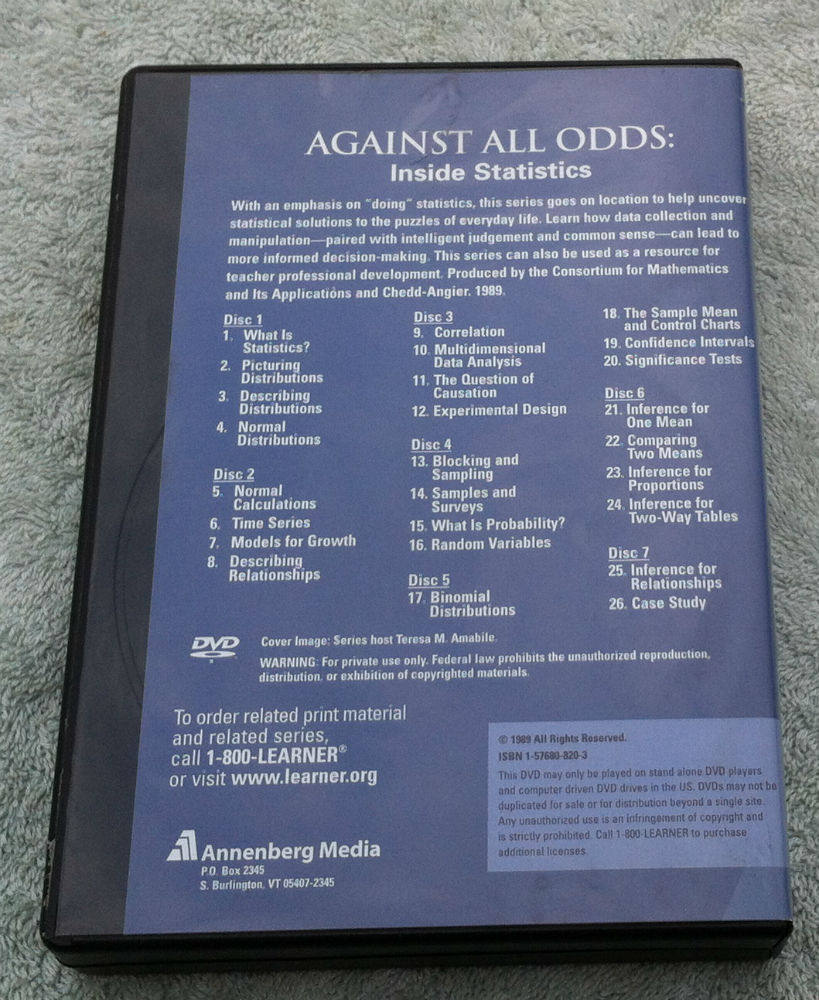 AGAINST ALL ODDS:
Inside Statistics
With an emphasis on "doing" statistics, this series goes on location to help uncover
statistical solutions to the puzzles of everyday life. Learn how data collection and
manipulation—paired with intelligent judgement and common sense—can lead to
more informed decision-making. This series can also be used as a resource for
teacher professional development. Produced by the Consortium for Mathematics
and Its Applications and Chedd-Angier. 1989.
Disc 1
1. What Is
Statistics?
2. Picturing
Distributions
3. Describing
Distributions
4. Normal
Distributions
Disc 2
5. Normal
Calculations
6. Time Series
7. Models for Growth
8. Describing
Relationships
Disc 3
9. Correlation
10. Multidimensional
Data Analysis
11. The Question of
Causation
12. Experimental Design
Disc 4
13. Blocking and
Sampling
14. Samples and
Surveys
15. What Is Probability?
16. Random Variables
Disc 5
17. Binomial
Distributions
18. The Sample Mean
and Control Charts
19. Confidence Intervals
20. Significance Tests
Disc 6
21. Inference for
One Mean
22. Comparing
Two Means
23. Inference for
Proportions
24. Inference for
Two-Way Tables
Disc 7
25. Inference for
Relationships
26. Case Study
DVD
Cover Image: Series host Teresa M. Amabile.
WARNING: For private use only. Federal law prohibits the unauthorized reproduction,
distribution, or exhibition of copyrighted materials.
To order related print material
and related series,
call 1-800-LEARNER®
or visit www.learner.org
Annenberg Media
P.O. Box 2345
S. Burlington, VT 05407-2345
© 1989 All Rights Reserved.
ISBN 1-57680-820-3
This DVD may only be played on stand alone DVD players
and computer driven DVD drives in the US. DVDs may not be
duplicated for sale or for distribution beyond a single site.
Any unauthorized use is an infringement of copyright and
is strictly prohibited. Call 1-800-LEARNER to purchase
additional licenses.